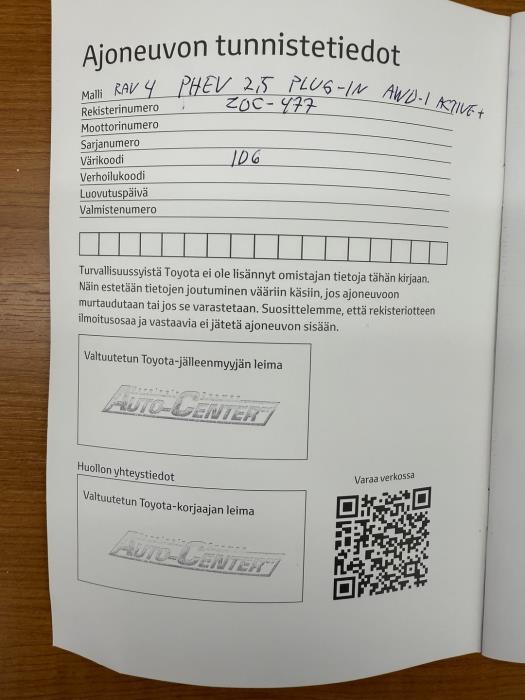 Ajoneuvon tunnistetiedot
Malli RAV 4 PHEV 2,5 PLUG-IN AWD-I ACTIVE+
Rekisterinumero ZOC-477
Moottorinumero
Sarjanumero
Värikoodi 1D6
Verhoilukoodi
Luovutuspäivä
Valmistenumero
Turvallisuussyistä Toyota ei ole lisännyt omistajan tietoja tähän kirjaan.
Näin estetään tietojen joutuminen vääriin käsiin, jos ajoneuvoon
murtaudutaan tai jos se varastetaan. Suosittelemme, että rekisteriotteen
ilmoitusosaa ja vastaavia ei jätetä ajoneuvon sisään.
Valtuutetun Toyota-jälleenmyyjän leima
AUTO-CENTER
Huollon yhteystiedot
Valtuutetun Toyota-korjaajan leima
AUTO-CENTER
Varaa verkossa